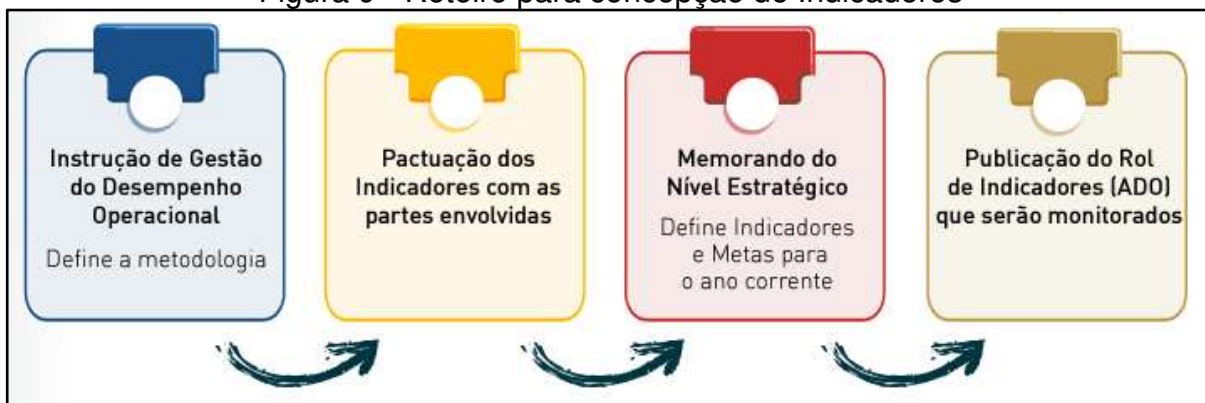 Instrução de Gestão
do Desempenho
Operacional
Define a metodologia
Pactuação dos
Indicadores com as
partes envolvidas
Memorando do
Nível Estratégico
Define Indicadores
e Metas para
o ano corrente
Publicação do Rol
de Indicadores (ADO)
que serão monitorados